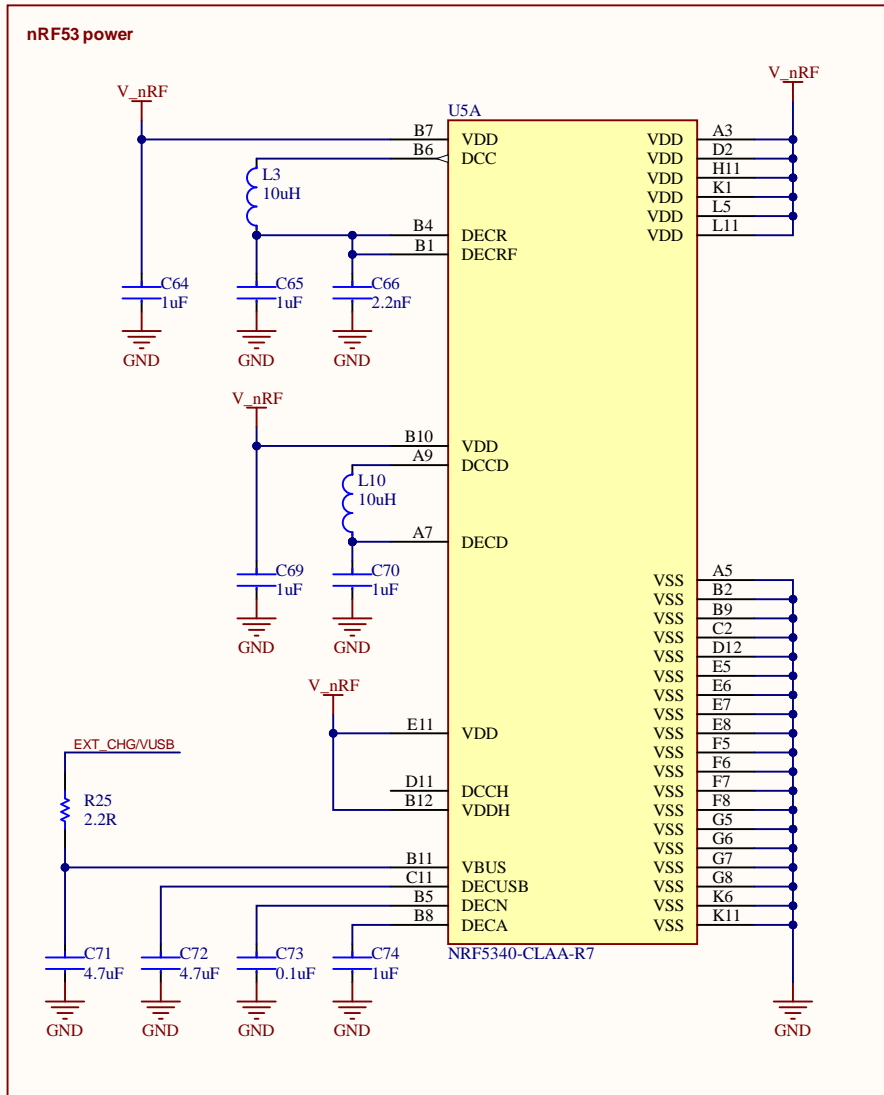 nRF53 power
V_nRF
V_nRF
U5A
B7 VDD
B6 DCC
L3
10uH
B4 DECR
B1 DECRF
C64
1uF
C65
1uF
C66
2.2nF
GND
GND
GND
VDD A3
VDD D2
VDD H11
VDD K1
VDD L5
VDD L11
V_nRF
B10 VDD
A9 DCCD
L10
10uH
A7 DECD
C69
1uF
C70
1uF
GND
GND
VSS A5
VSS B2
VSS B9
VSS C2
VSS D12
VSS E5
VSS E6
VSS E7
VSS E8
VSS F5
VSS F6
VSS F7
VSS F8
VSS G5
VSS G6
VSS G7
VSS G8
VSS K6
VSS K11
V_nRF
E11 VDD
EXT_CHG/VUSB
D11 DCCH
B12 VDDH
R25
2.2R
B11 VBUS
C11 DECUSB
B5 DECN
B8 DECA
C71
4.7uF
C72
4.7uF
C73
0.1uF
C74
1uF
NRF5340-CLAA-R7
GND
GND
GND
GND
GND